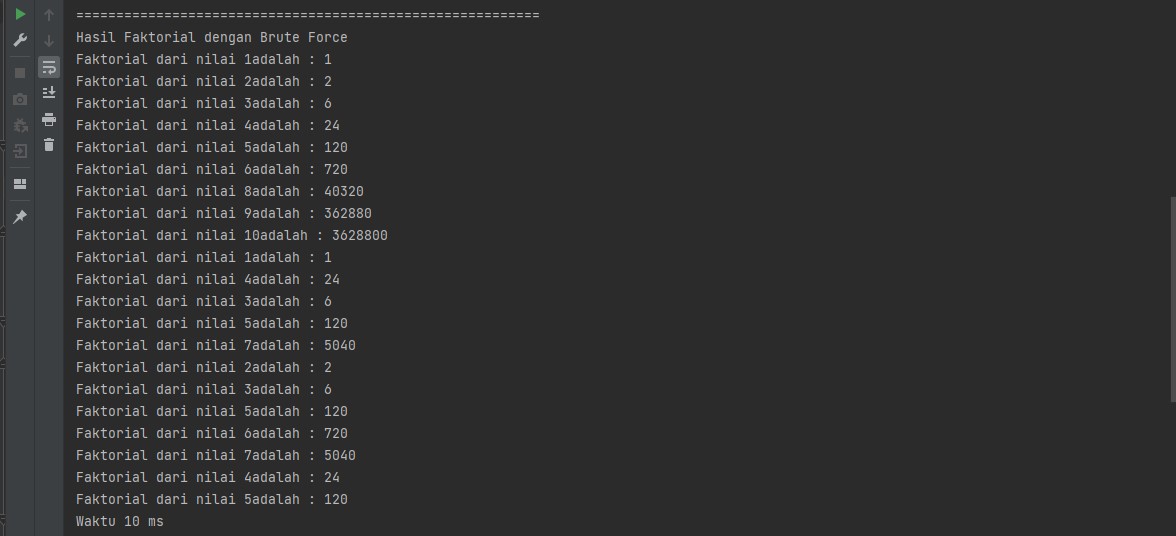 ==========================================================
Hasil Faktorial dengan Brute Force
Faktorial dari nilai 1adalah : 1
Faktorial dari nilai 2adalah : 2
Faktorial dari nilai 3adalah : 6
Faktorial dari nilai 4adalah : 24
Faktorial dari nilai 5adalah : 120
Faktorial dari nilai 6adalah : 720
Faktorial dari nilai 8adalah : 40320
Faktorial dari nilai 9adalah : 362880
Faktorial dari nilai 10adalah : 3628800
Faktorial dari nilai 1adalah : 1
Faktorial dari nilai 4adalah : 24
Faktorial dari nilai 3adalah : 6
Faktorial dari nilai 5adalah : 120
Faktorial dari nilai 7adalah : 5040
Faktorial dari nilai 2adalah : 2
Faktorial dari nilai 3adalah : 6
Faktorial dari nilai 5adalah : 120
Faktorial dari nilai 6adalah : 720
Faktorial dari nilai 7adalah : 5040
Faktorial dari nilai 4adalah : 24
Faktorial dari nilai 5adalah : 120
Waktu 10 ms